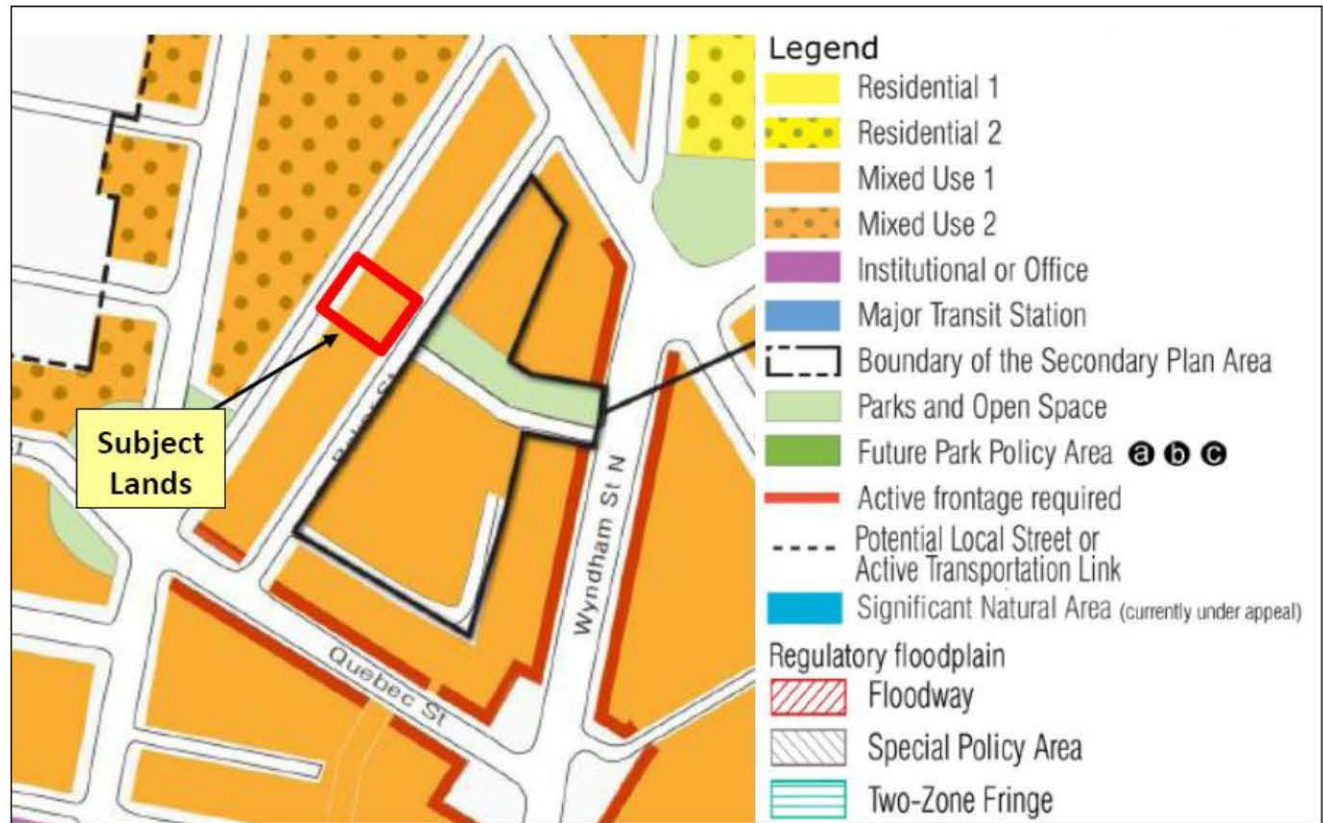 Legend
Residential 1
Residential 2
Mixed Use 1
Mixed Use 2
Institutional or Office
Major Transit Station
Boundary of the Secondary Plan Area
Parks and Open Space
Future Park Policy Area a b c
Active frontage required
Potential Local Street or
Active Transportation Link
Significant Natural Area (currently under appeal)
Regulatory floodplain
Floodway
Special Policy Area
Two-Zone Fringe
Subject
Lands
St
Wyndham St N
Quebec St